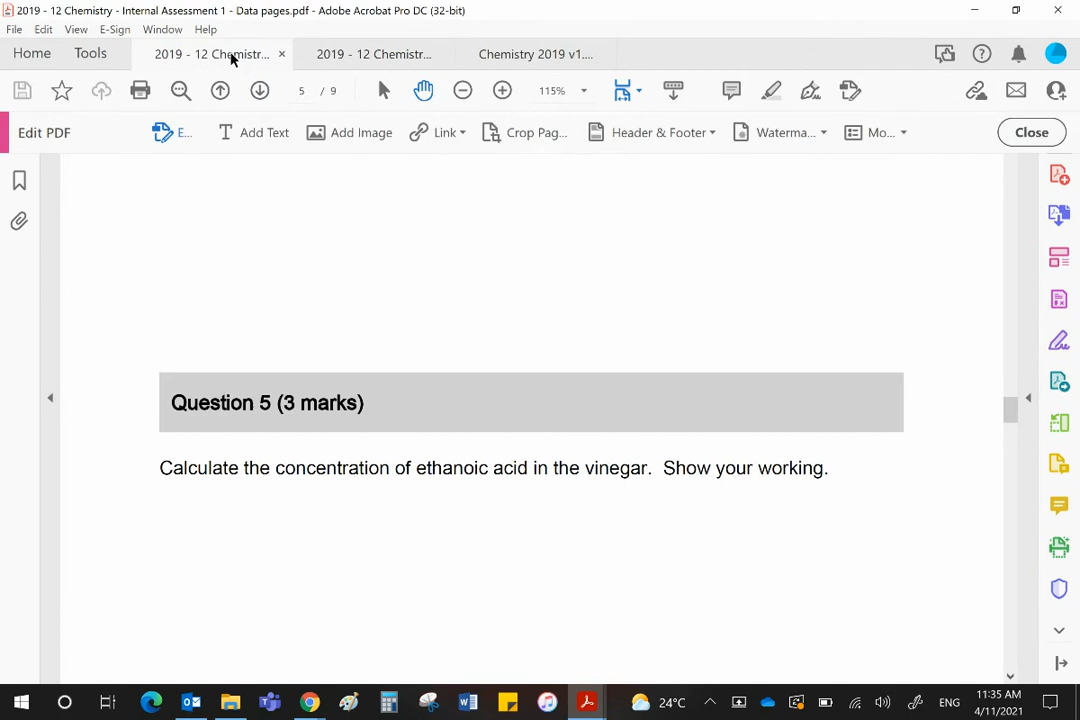 2019 - 12 Chemistry - Internal Assessment 1 - Data pages.pdf - Adobe Acrobat Pro DC (32-bit)
File Edit View E-Sign Window Help
Home Tools 2019 - 12 Chemistr... × 2019 - 12 Chemistr... Chemistry 2019 v1....
5 / 9 115%
Edit PDF E... Add Text Add Image Link Crop Pag... Header & Footer Waterma... Mo... Close
Question 5 (3 marks)
Calculate the concentration of ethanoic acid in the vinegar. Show your working.
24°C ENG 11:35 AM
4/11/2021